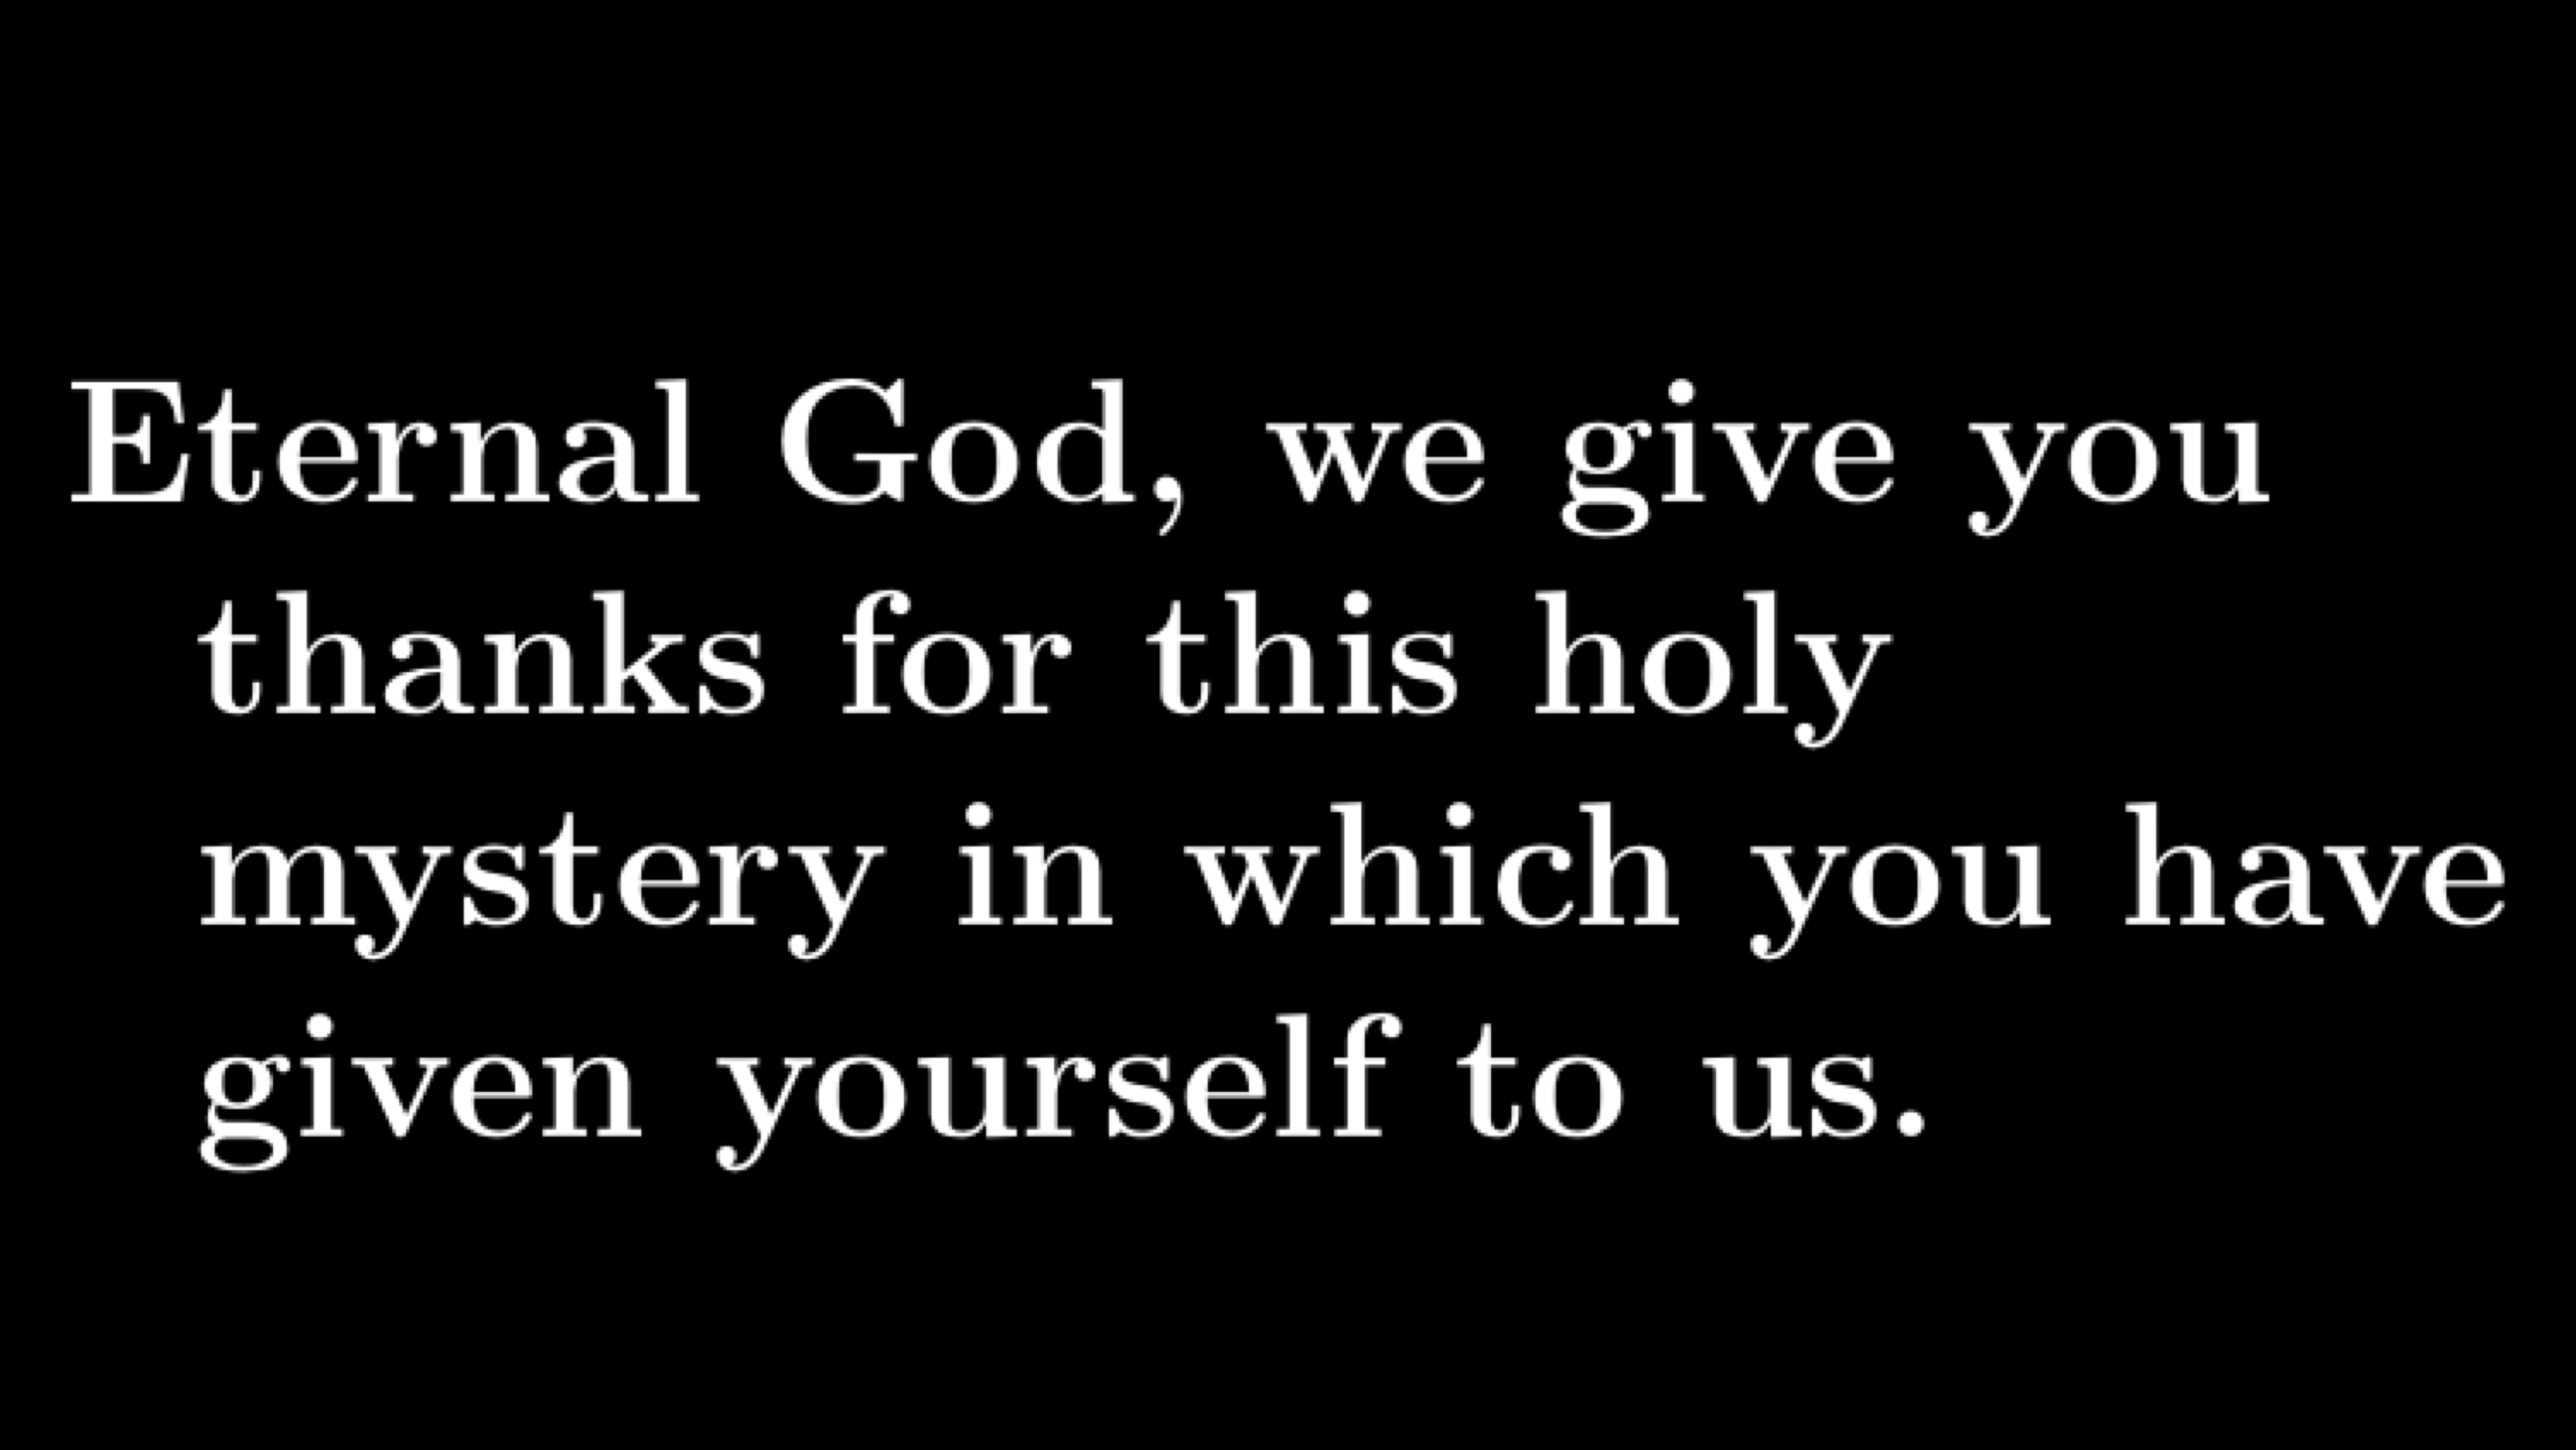 Eternal God, we give you
thanks for this holy
mystery in which you have
given yourself to us.